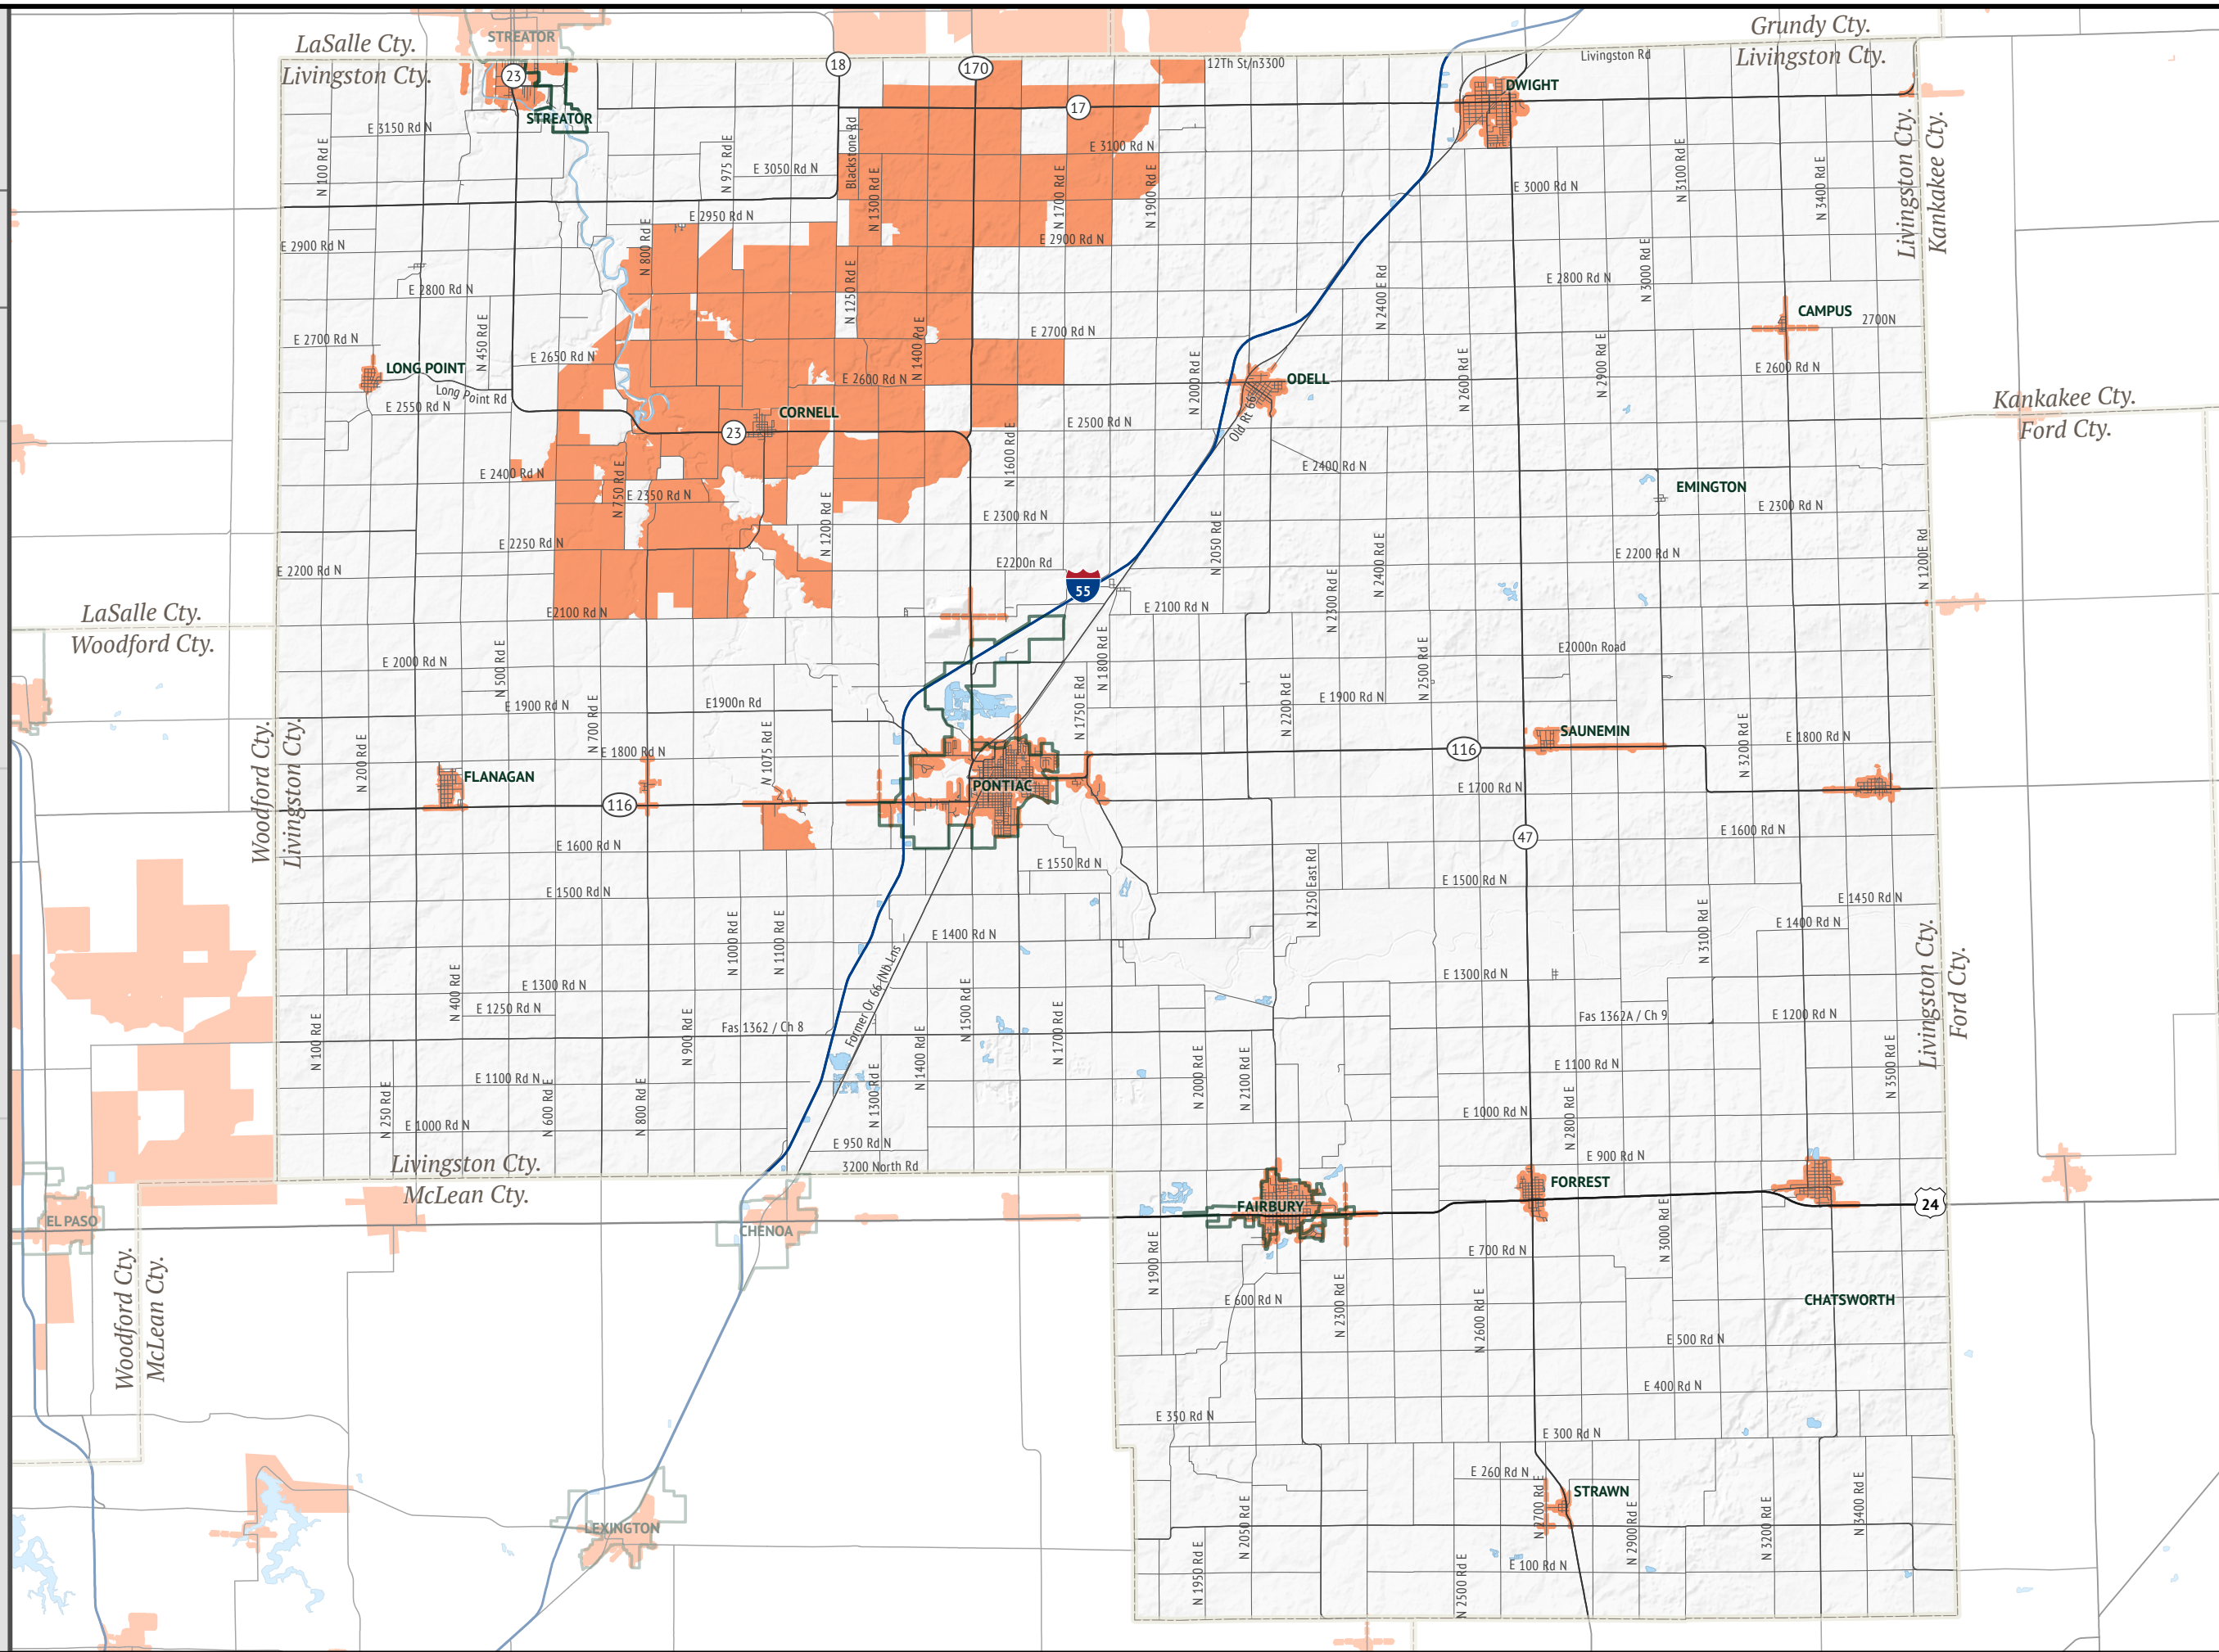 STREATOR
LaSalle Cty.
Livingston Cty.
Grundy Cty.
Livingston Cty.
23
18
170
12Th St/n3300
Livingston Rd
DWIGHT
17
STREATOR
E 3150 Rd N
N 100 Rd E
N 975 Rd E
Blackstone Rd
E 3100 Rd N
E 3050 Rd N
N 1300 Rd E
N 1700 Rd E
N 1900 Rd E
E 3000 Rd N
N 3100 Rd E
N 3400 Rd E
Livingston Cty.
Kankakee Cty.
E 2950 Rd N
E 2900 Rd N
N 800 Rd E
E 2900 Rd N
E 2800 Rd N
N 1250 Rd E
N 2400 E Rd
E 2800 Rd N
N 3000 Rd E
CAMPUS
2700N
E 2700 Rd N
N 450 Rd E
E 2650 Rd N
N 1400 Rd E
E 2700 Rd N
N 2000 Rd E
N 2600 Rd E
N 2900 Rd E
E 2600 Rd N
LONG POINT
Long Point Rd
E 2600 Rd N
ODELL
Old Rt 66
E 2550 Rd N
CORNELL
23
E 2500 Rd N
Kankakee Cty.
Ford Cty.
N1600 Rd E
E 2400 Rd N
N 750 Rd E
E 2350 Rd N
E 2400 Rd N
EMINGTON
E 2300 Rd N
N 1200 Rd E
E 2300 Rd N
E 2250 Rd N
N 2050 Rd E
N 2400 Rd E
E 2200 Rd N
N 1200E Rd
E 2200 Rd N
E2200n Rd
55
E2100 Rd N
E 2100 Rd N
N 2300 Rd E
LaSalle Cty.
Woodford Cty.
E 2000 Rd N
N 500 Rd E
N 1800 Rd E
N 2500 Rd E
E2000n Road
E 1900 Rd N
N 700 Rd E
E1900n Rd
N 1750 E Rd
N 2200 Rd E
E 1900 Rd N
Woodford Cty.
Livingston Cty.
N 200 Rd E
E 1800 Rd N
N 1075 Rd E
116
SAUNEMIN
N 3200 Rd E
E 1800 Rd N
FLANAGAN
116
PONTIAC
E 1700 Rd N
47
E 1600 Rd N
E 1600 Rd N
E 1550 Rd N
E 1500 Rd N
N 2250 East Rd
E 1500 Rd N
E 1450 Rd N
E 1400 Rd N
N 1000 Rd E
N 1100 Rd E
E 1400 Rd N
N 3100 Rd E
Livingston Cty.
Ford Cty.
N 400 Rd E
E 1300 Rd N
E 1250 Rd N
Former Or 66 (Nb Lns
N 1500 Rd E
E 1300 Rd N
N 100 Rd E
N 900 Rd E
Fas 1362 / Ch 8
N 1700 Rd E
Fas 1362A / Ch 9
E 1200 Rd N
N 3500 Rd E
N 250 Rd E
E 1100 Rd N
N 600 Rd E
N 800 Rd E
N 1300 Rd E
N 1400 Rd E
N 2000 Rd E
N 2100 Rd E
E 1100 Rd N
E 1000 Rd N
E 1000 Rd N
N 2800 Rd E
E 950 Rd N
3200 North Rd
E 900 Rd N
Livingston Cty.
McLean Cty.
FORREST
24
EL PASO
CHENOA
FAIRBURY
N 3000 Rd E
Woodford Cty.
McLean Cty.
N 1900 Rd E
E 700 Rd N
E 600 Rd N
N 2300 Rd E
N 2600 Rd E
CHATSWORTH
E 500 Rd N
E 400 Rd N
E 350 Rd N
E 300 Rd N
E 260 Rd N
STRAWN
N 2700 Rd E
LEXINGTON
N 2050 Rd E
N 2900 Rd E
N 3200 Rd E
N 3400 Rd E
E 100 Rd N
N 1950 Rd E
N 2500 Rd E